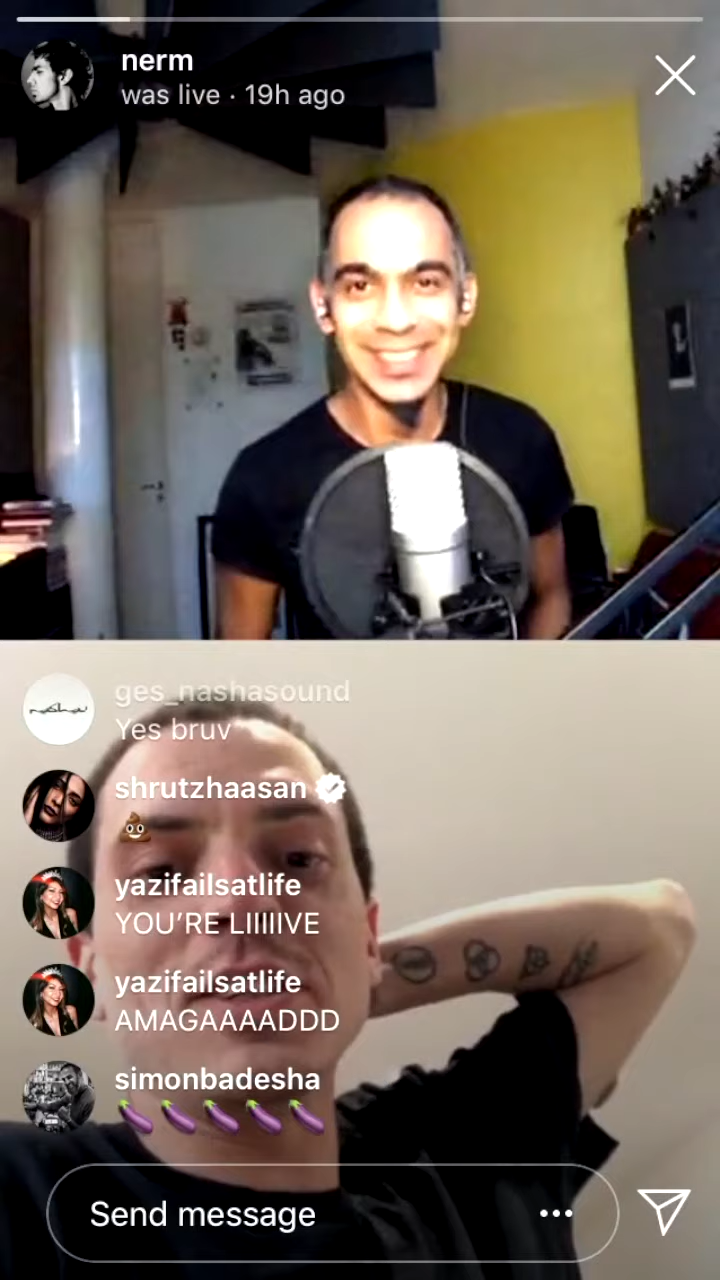 nerm
was live · 19h ago
ges_nashasound
Yes bruv
shrutzhaasan
💩
yazifailsatlife
YOU'RE LIIIIIVE
yazifailsatlife
AMAGAAAADDD
simonbadesha
🍆🍆🍆🍆🍆
Send message